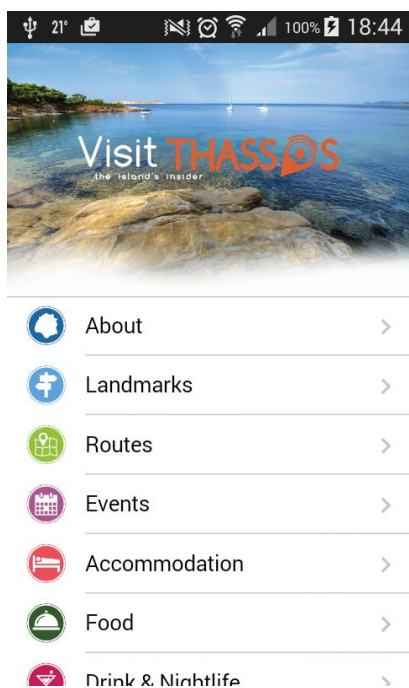 21° 100% 18:44
Visit THASSOS
the island's insider
About
Landmarks
Routes
Events
Accommodation
Food
Drink & Nightlife